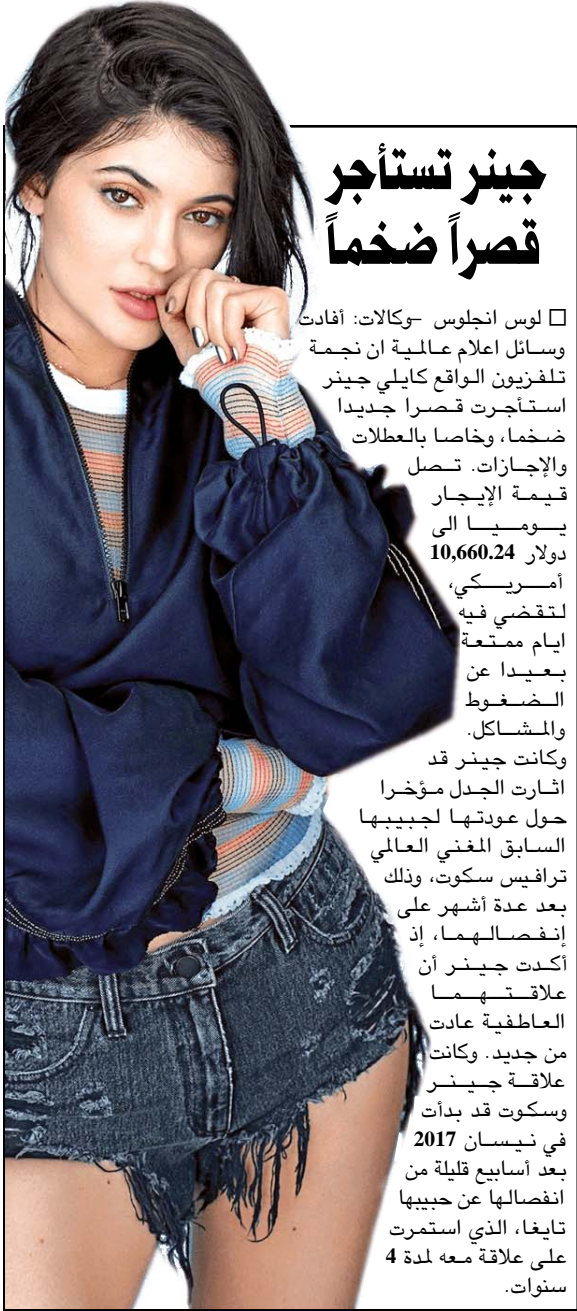 جينر تستأجر
قصراً ضخماً
□ لوس انجلوس -وكالات: أفادت
وسائل اعلام عالمية ان نجمة
تلفزيون الواقع كايلي جينر
استأجرت قصرا جديدا
ضخما، وخاصا بالعطلات
والإجازات. تصل
قيمة الإيجار
يوميا الى
10,660.24 دولار
أمريكي،
لتقضي فيه
ايام ممتعة
بعيدا عن
الضغوط
والمشاكل.
وكانت جينر قد
اثارت الجدل مؤخرا
حول عودتها لجبيبها
السابق المغني العالمي
ترافيس سكوت، وذلك
بعد عدة أشهر على
إنفصالهما، إذ
أكدت جينر أن
علاقتهما
العاطفية عادت
من جديد. وكانت
علاقة جينر
وسكوت قد بدأت
في نيسان 2017
بعد أسابيع قليلة من
انفصالها عن حبيبها
تايغا، الذي استمرت
على علاقة معه لمدة 4
سنوات.